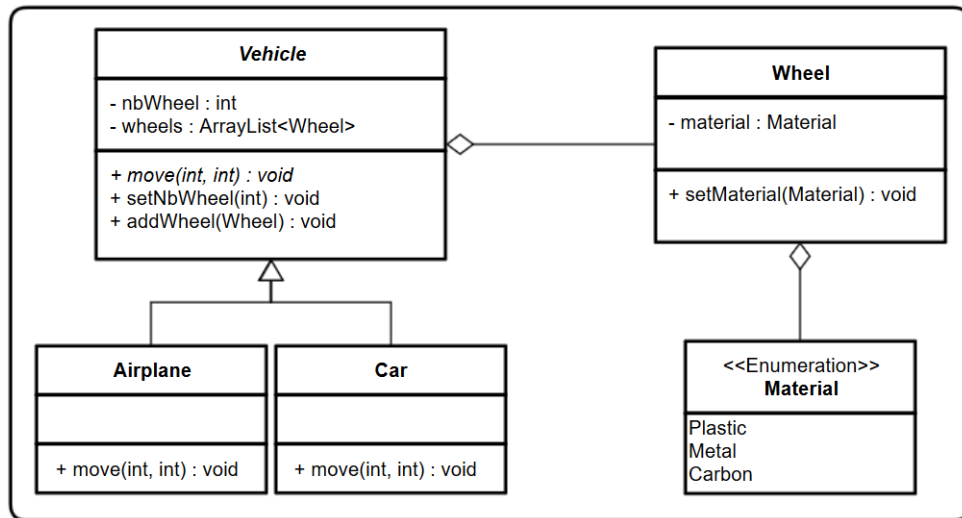 Vehicle
- nbWheel : int
- wheels : ArrayList<Wheel>
+ move(int, int) : void
+ setNbWheel(int) : void
+ addWheel(Wheel) : void
Wheel
- material : Material
+ setMaterial(Material) : void
Airplane
+ move(int, int) : void
Car
+ move(int, int) : void
<<Enumeration>>
Material
Plastic
Metal
Carbon